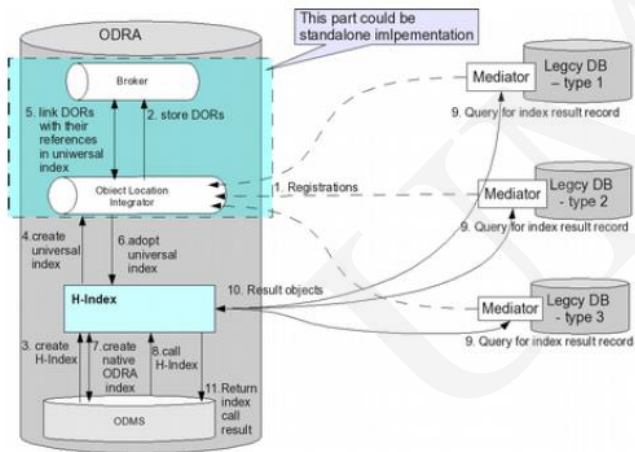 ODRA
This part could be
standalone imlpementation
Broker
5. link DORs
with their
references
in uniwersal
index
2. store DORs
Object Location
Integrator
1. Registrations
4.create
universal
index
6.adopt
universal
index
H-Index
10. Result objects
3. create
H-Index
7.create
native
ODRA
index
8.call
H-Index
11.Return
index
call
result
ODMS
Mediator
Legcy DB
– type 1
9. Query for index result record
Mediator
Legcy DB
- type 2
9. Query for index result record
Mediator
Legcy DB
- type 3
9. Query for index result record